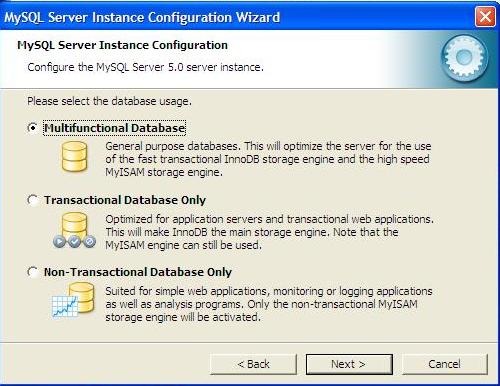 MySQL Server Instance Configuration Wizard
MySQL Server Instance Configuration
Configure the MySQL Server 5.0 server instance.
Please select the database usage.
Multifunctional Database
General purpose databases. This will optimize the server for the use
of the fast transactional InnoDB storage engine and the high speed
MyISAM storage engine.
Transactional Database Only
Optimized for application servers and transactional web applications.
This will make InnoDB the main storage engine. Note that the
MyISAM engine can still be used.
Non-Transactional Database Only
Suited for simple web applications, monitoring or logging applications
as well as analysis programs. Only the non-transactional MyISAM
storage engine will be activated.
< Back
Next >
Cancel